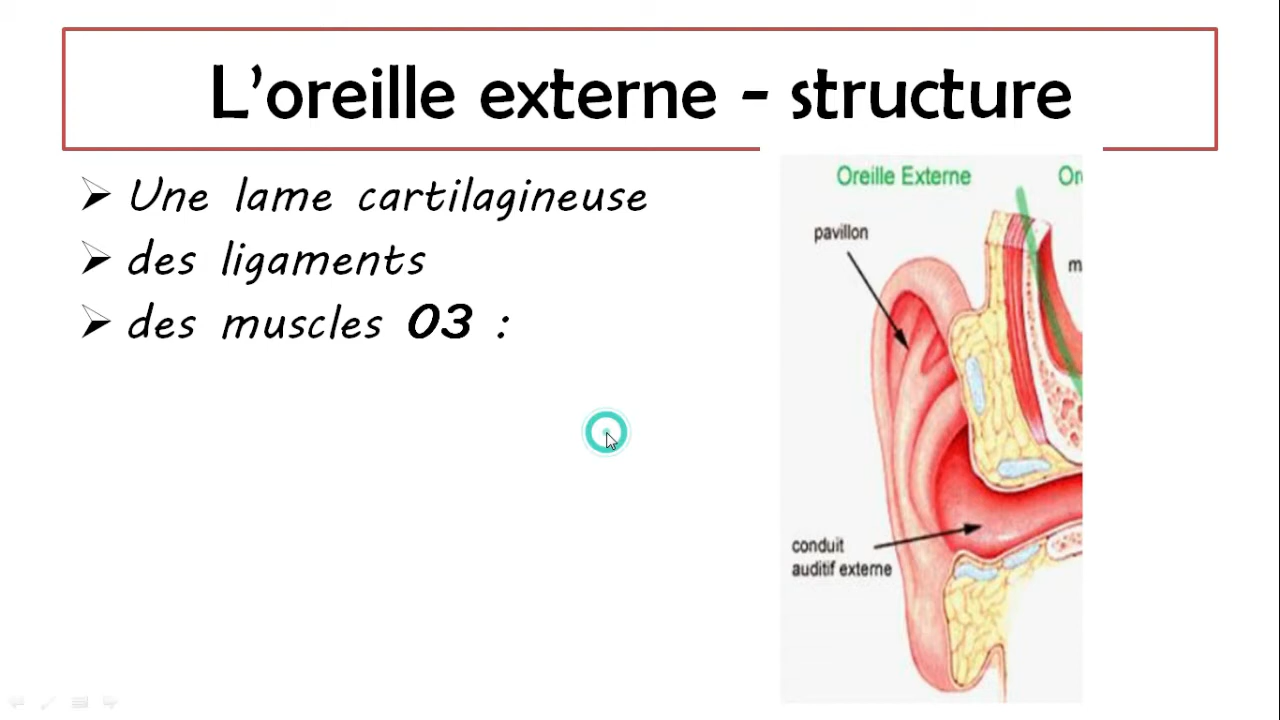 L'oreille externe - structure
➢ Une lame cartilagineuse
➢ des ligaments
➢ des muscles 03 :
Oreille Externe
Or
pavillon
m
conduit
auditif externe